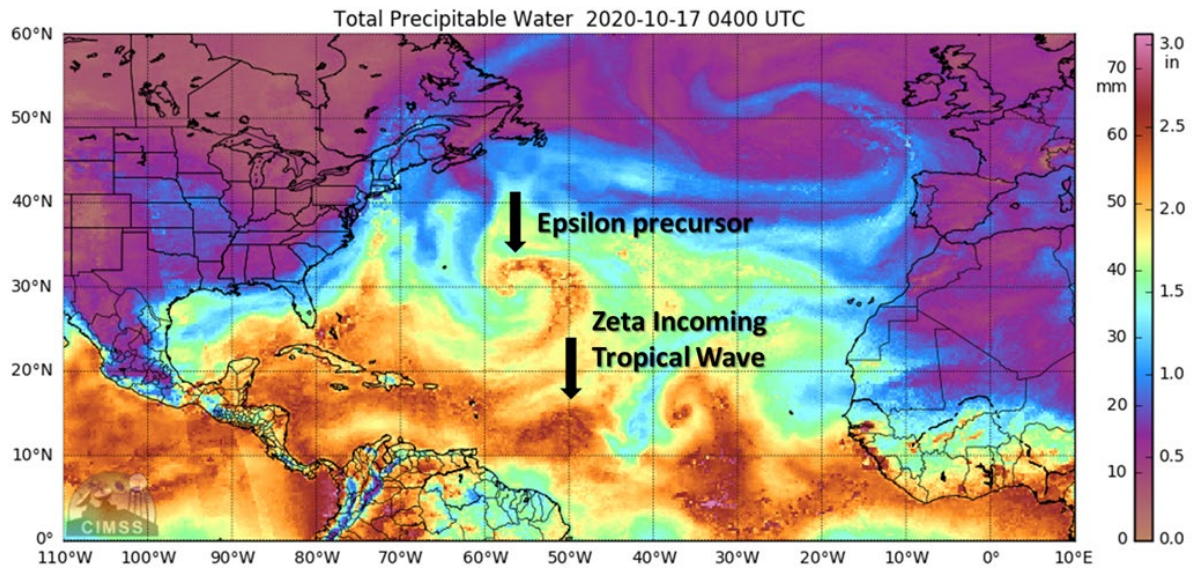 Total Precipitable Water 2020-10-17 0400 UTC
60°N
50°N
40°N
30°N
20°N
10°N
0°
110°W 100°W 90°W 80°W 70°W 60°W 50°W 40°W 30°W 20°W 10°W 0° 10°E
Epsilon precursor
Zeta Incoming
Tropical Wave
CIMSS
70
mm
60
50
40
30
20
10
0
3.0
in
2.5
2.0
1.5
1.0
0.5
0.0